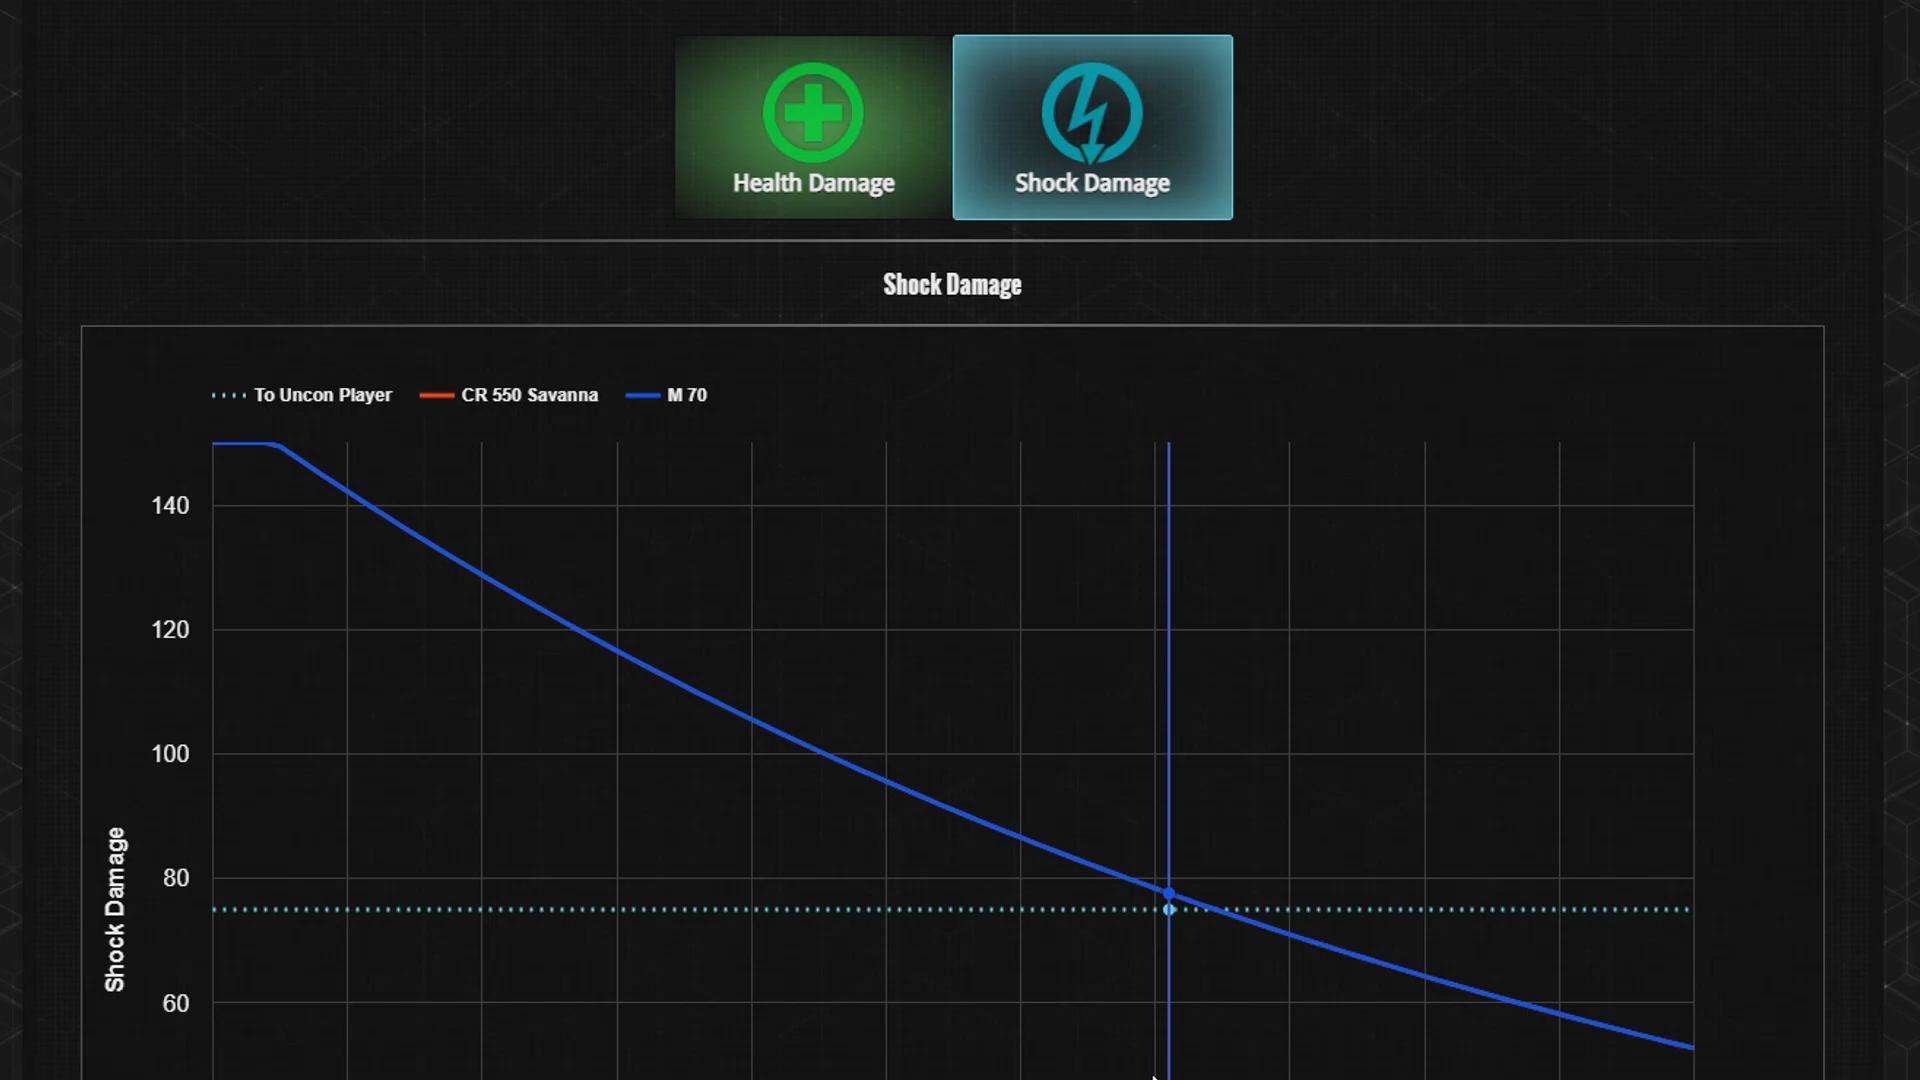 Health Damage
Shock Damage
Shock Damage
To Uncon Player
CR 550 Savanna
M 70
140
120
100
80
60
Shock Damage